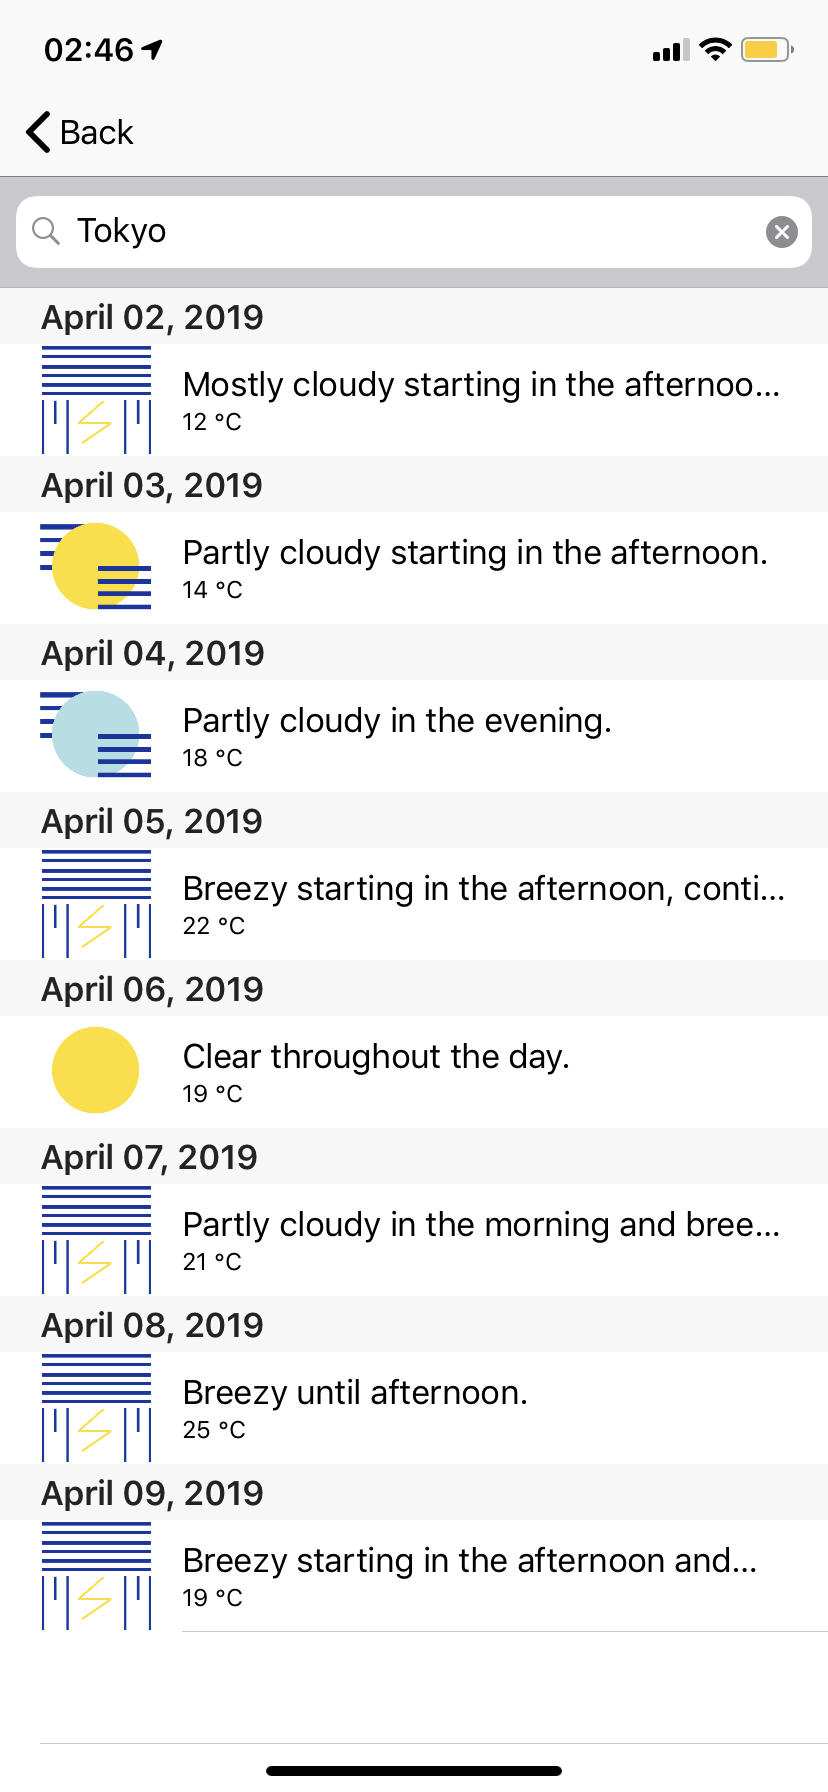 02:46
Back
Tokyo
April 02, 2019
Mostly cloudy starting in the afternoo...
12 °C
April 03, 2019
Partly cloudy starting in the afternoon.
14 °C
April 04, 2019
Partly cloudy in the evening.
18 °C
April 05, 2019
Breezy starting in the afternoon, conti...
22 °C
April 06, 2019
Clear throughout the day.
19 °C
April 07, 2019
Partly cloudy in the morning and bree...
21 °C
April 08, 2019
Breezy until afternoon.
25 °C
April 09, 2019
Breezy starting in the afternoon and...
19 °C